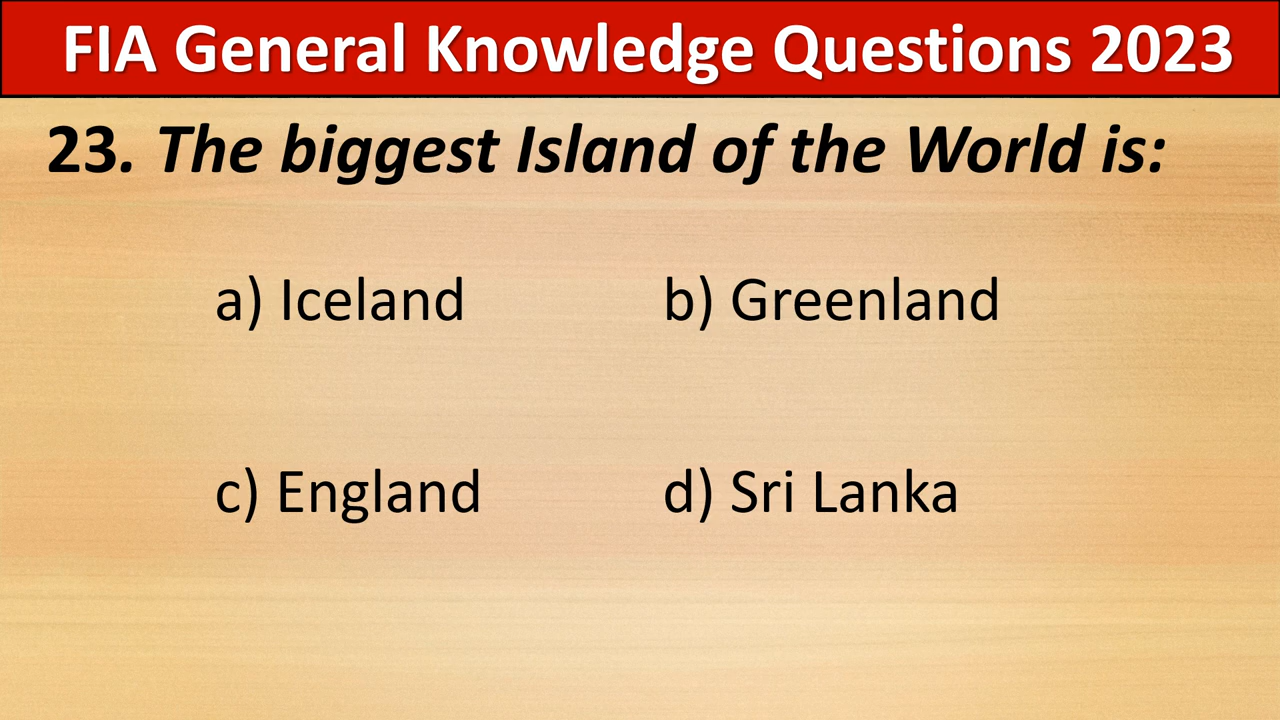 FIA General Knowledge Questions 2023
23. The biggest Island of the World is:
a) Iceland b) Greenland
c) England d) Sri Lanka